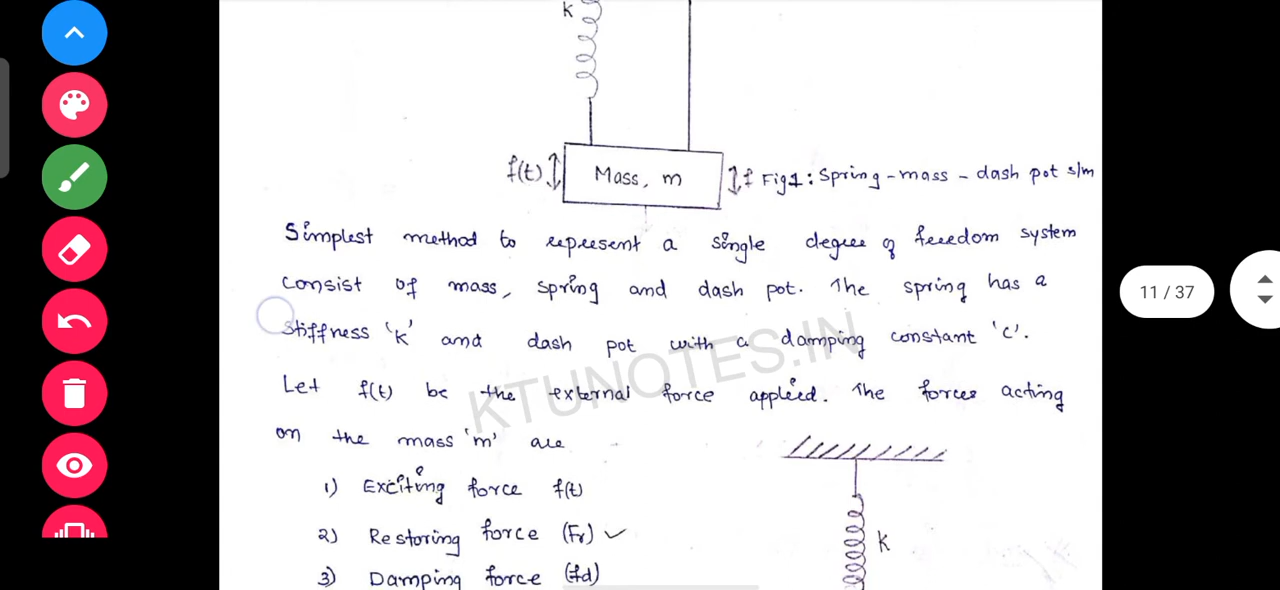 k
f(t)
Mass, m
f
Fig1: Spring-mass-dash pot s/m
Simplest method to represent a single degree of freedom system
consist of mass, spring and dash pot. The spring has a
stiffness 'k' and dash pot with a damping constant 'c'.
Let f(t) be the external force applied. The forces acting
on the mass 'm' are
1) Exciting force f(t)
2) Restoring force (Fr) ✓
3) Damping force (fd)
k
KTUNOTES.IN
11 / 37